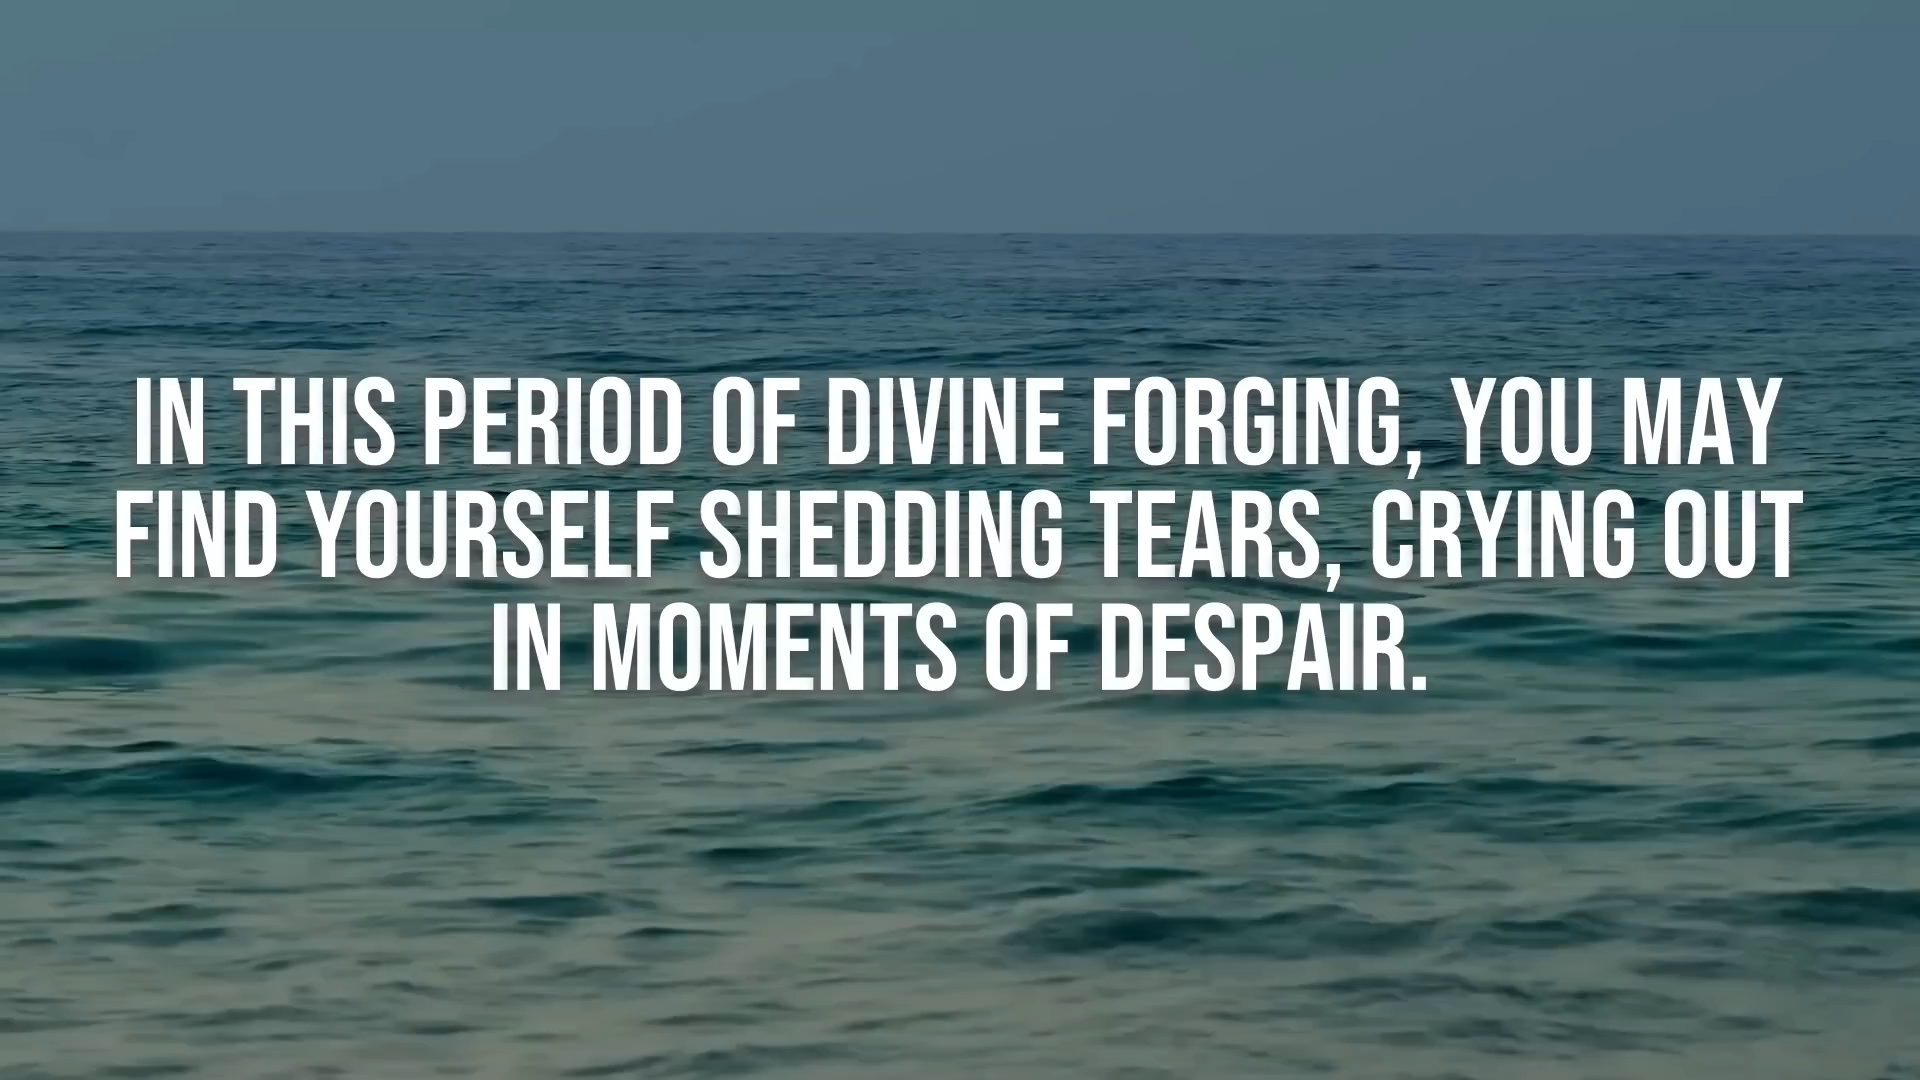 IN THIS PERIOD OF DIVINE FORGING, YOU MAY
FIND YOURSELF SHEDDING TEARS, CRYING OUT
IN MOMENTS OF DESPAIR.